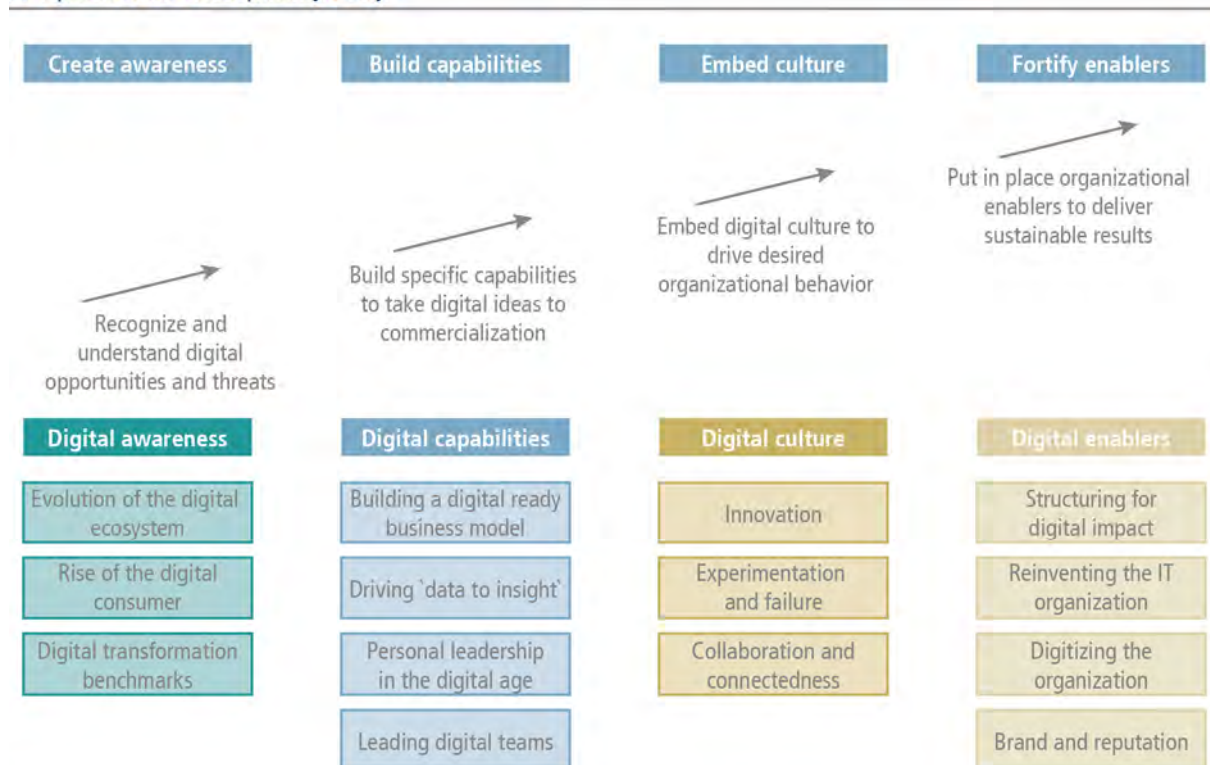 Create awareness
Build capabilities
Embed culture
Fortify enablers
Recognize and
understand digital
opportunities and threats
Build specific capabilities
to take digital ideas to
commercialization
Embed digital culture to
drive desired
organizational behavior
Put in place organizational
enablers to deliver
sustainable results
Digital awareness
Digital capabilities
Digital culture
Digital enablers
Evolution of the digital
ecosystem
Rise of the digital
consumer
Digital transformation
benchmarks
Building a digital ready
business model
Driving `data to insight`
Personal leadership
in the digital age
Leading digital teams
Innovation
Experimentation
and failure
Collaboration and
connectedness
Structuring for
digital impact
Reinventing the IT
organization
Digitizing the
organization
Brand and reputation